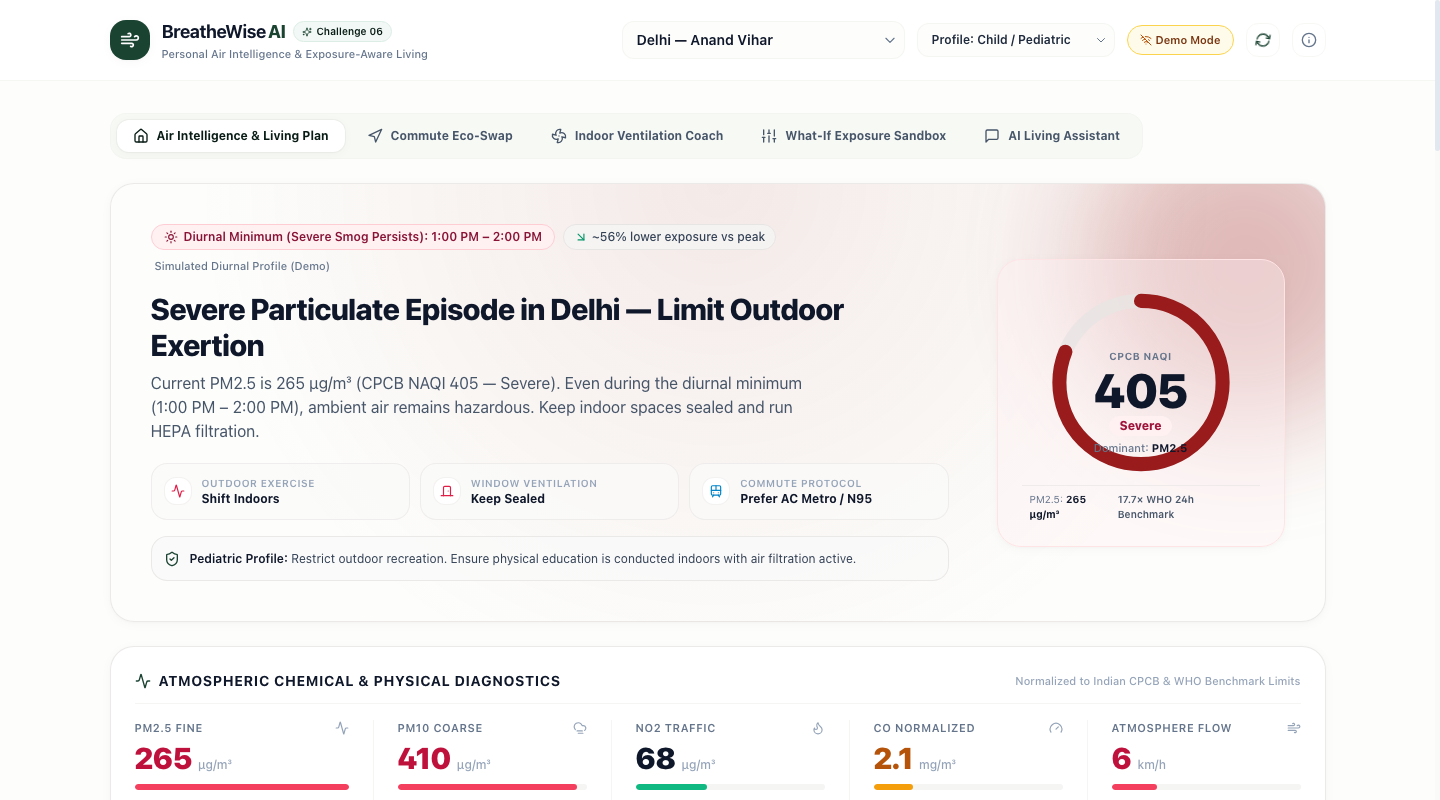 BreatheWise AI
Challenge 06
Personal Air Intelligence & Exposure-Aware Living
Delhi — Anand Vihar
Profile: Child / Pediatric
Demo Mode
Air Intelligence & Living Plan
Commute Eco-Swap
Indoor Ventilation Coach
What-If Exposure Sandbox
AI Living Assistant
Diurnal Minimum (Severe Smog Persists): 1:00 PM – 2:00 PM
~56% lower exposure vs peak
Simulated Diurnal Profile (Demo)
Severe Particulate Episode in Delhi — Limit Outdoor
Exertion
Current PM2.5 is 265 µg/m³ (CPCB NAQI 405 — Severe). Even during the diurnal minimum
(1:00 PM – 2:00 PM), ambient air remains hazardous. Keep indoor spaces sealed and run
HEPA filtration.
OUTDOOR EXERCISE
Shift Indoors
WINDOW VENTILATION
Keep Sealed
COMMUTE PROTOCOL
Prefer AC Metro / N95
Pediatric Profile: Restrict outdoor recreation. Ensure physical education is conducted indoors with air filtration active.
CPCB NAQI
405
Severe
Dominant: PM2.5
PM2.5: 265
µg/m³
17.7× WHO 24h
Benchmark
ATMOSPHERIC CHEMICAL & PHYSICAL DIAGNOSTICS
Normalized to Indian CPCB & WHO Benchmark Limits
PM2.5 FINE
265 µg/m³
PM10 COARSE
410 µg/m³
NO2 TRAFFIC
68 µg/m³
CO NORMALIZED
2.1 mg/m³
ATMOSPHERE FLOW
6 km/h